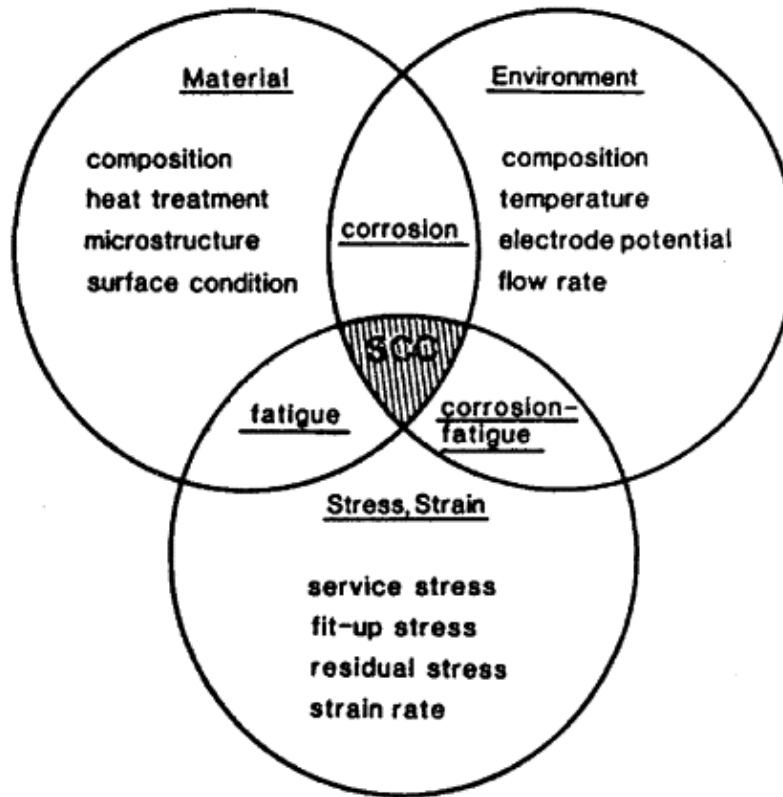 Material
composition
heat treatment
microstructure
surface condition
Environment
composition
temperature
electrode potential
flow rate
corrosion
SCC
fatigue
corrosion-
fatigue
Stress, Strain
service stress
fit-up stress
residual stress
strain rate